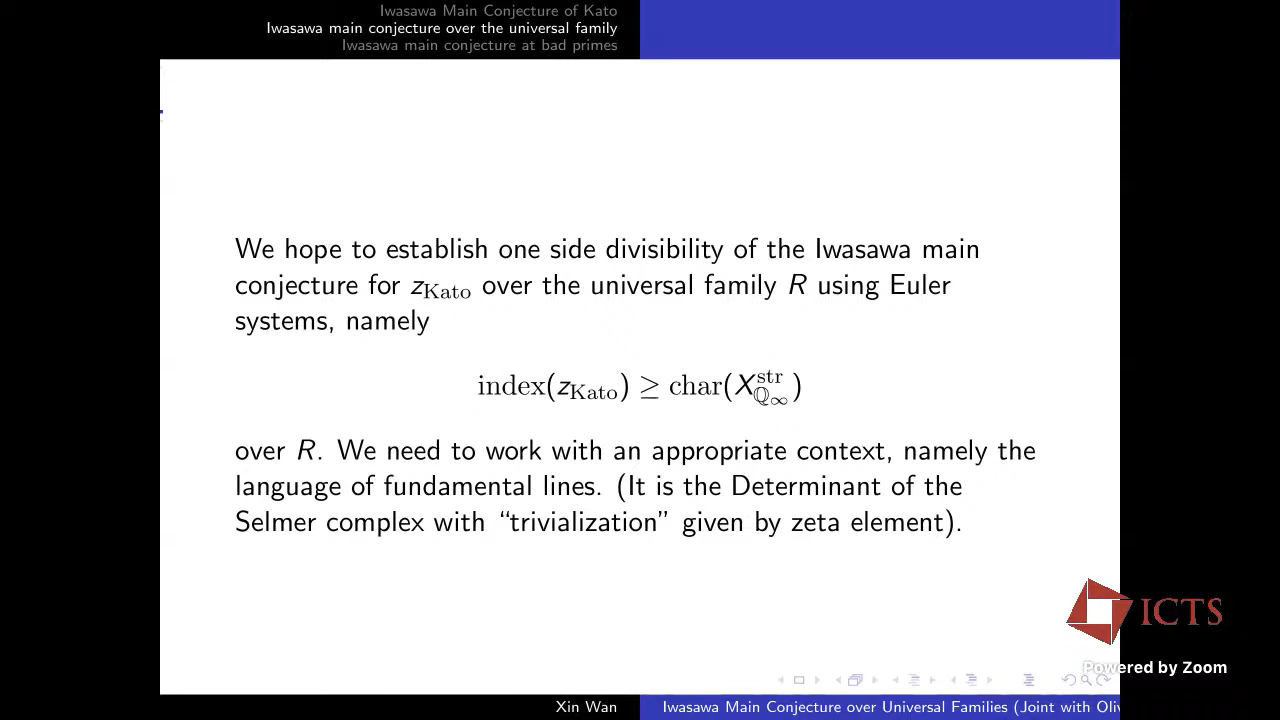 Iwasawa Main Conjecture of Kato
Iwasawa main conjecture over the universal family
Iwasawa main conjecture at bad primes
We hope to establish one side divisibility of the Iwasawa main
conjecture for z_Kato over the universal family R using Euler
systems, namely
index(z_Kato) ≥ char(X^str_ℚ∞)
over R. We need to work with an appropriate context, namely the
language of fundamental lines. (It is the Determinant of the
Selmer complex with “trivialization” given by zeta element).
ICTS
Powered by Zoom
Xin Wan
Iwasawa Main Conjecture over Universal Families (Joint with Oliv